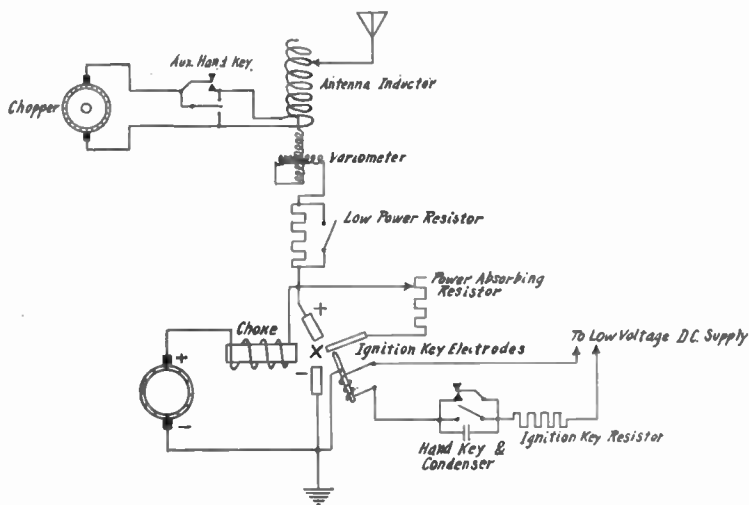 Aux. Hand Key
Chopper
Antenna Inductor
Variometer
Low Power Resistor
Power Absorbing
Resistor
+
Choke
To Low Voltage D.C. Supply
Ignition Key Electrodes
+
-
-
Hand Key &
Condenser
Ignition Key Resistor